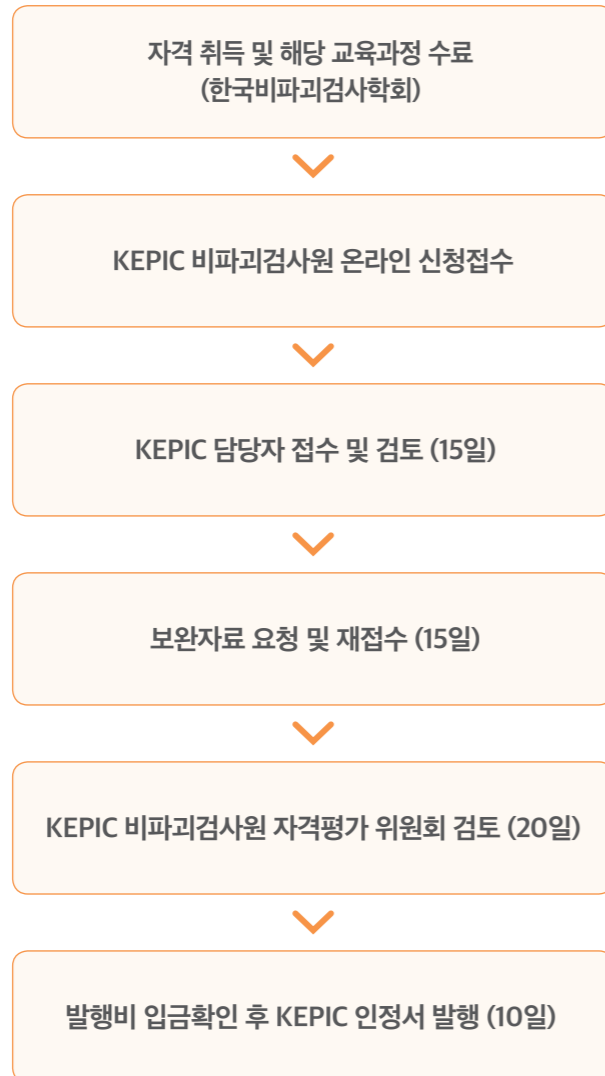 자격 취득 및 해당 교육과정 수료
(한국비파괴검사학회)
KEPIC 비파괴검사원 온라인 신청접수
KEPIC 담당자 접수 및 검토 (15일)
보완자료 요청 및 재접수 (15일)
KEPIC 비파괴검사원 자격평가 위원회 검토 (20일)
발행비 입금확인 후 KEPIC 인정서 발행 (10일)